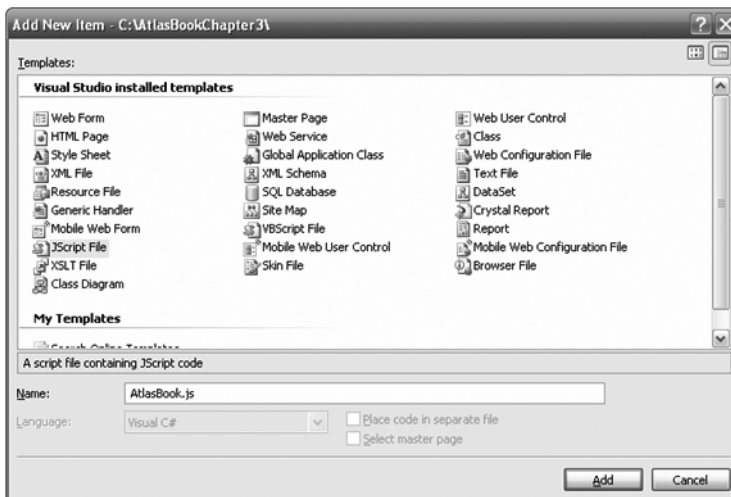 Add New Item - C:\AtlasBookChapter3\
Templates:
Visual Studio installed templates
Web Form
Master Page
Web User Control
HTML Page
Web Service
Class
Style Sheet
Global Application Class
Web Configuration File
XML File
XML Schema
Text File
Resource File
SQL Database
DataSet
Generic Handler
Site Map
Crystal Report
Mobile Web Form
VBScript File
Report
JScript File
Mobile Web User Control
Mobile Web Configuration File
XSLT File
Skin File
Browser File
Class Diagram
My Templates
Search Online Templates
A script file containing JScript code
Name: AtlasBook.js
Language: Visual C# Place code in separate file
Select master page
Add Cancel